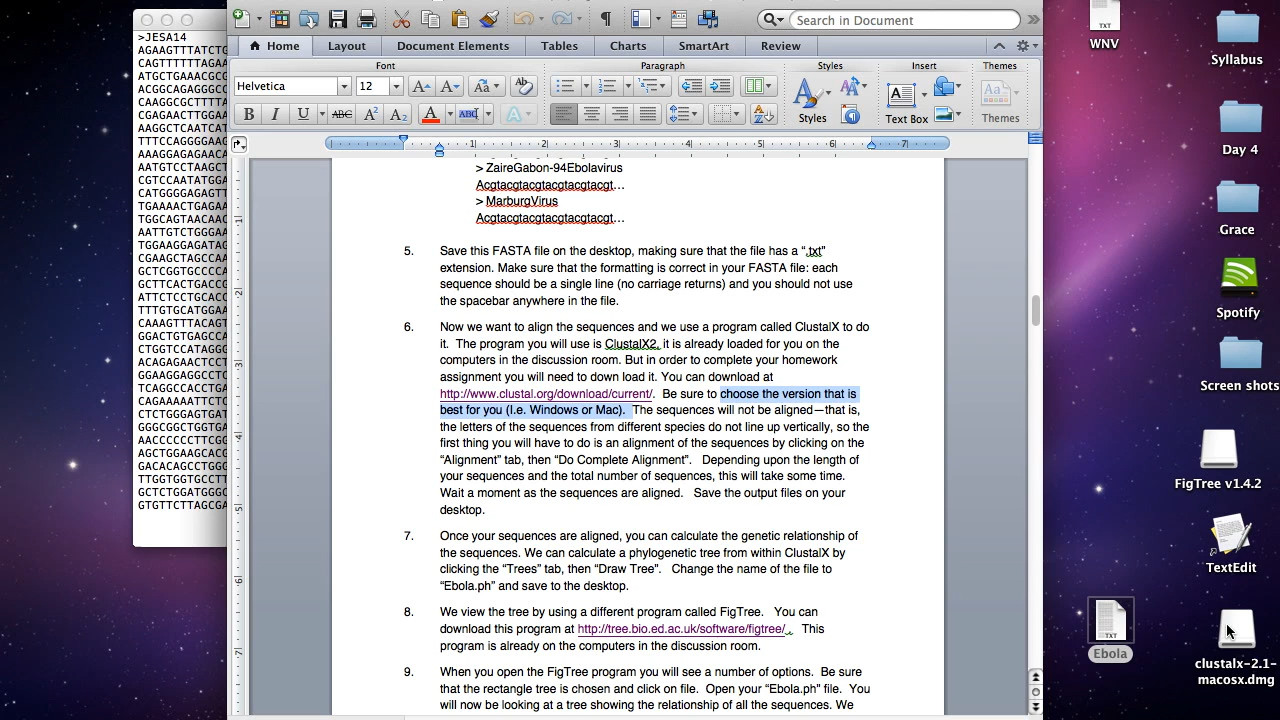 >JESA14
AGAAGTTTATCTG
CAGTTTTTTAGAA
ATGCTGAAACGCG
ACGGCAGAGGGCC
CAAGGCGCTTTTA
CGAGAACTTGGAA
AAGGCTCAATCAT
TTTCCAGGGGAAG
AAAGGAGAGAACA
AATGTCCTAAGCT
CATGGGGAGAGTT
TGGCAGTAACAAC
AATTGTCTGGGAA
TGGAAGGAGATAG
CGAAGCTAGCCAA
GCTCGGTGCCCCA
GCTTCACTGACCA
ATTCTCCTGCACG
TTTGTGCATGGAA
CAAAGTTTACAGT
GGACTGTGAGCCA
CTGGTCCATAGGG
ACAGAGAACTCCT
GGAAGGAGGCCTA
TCAGGCCACCTGA
CTCTGGGAGTGAT
GGGCGGCTGGTGA
AACCCCCCTTCGG
AGCTGGAAGCACG
GACACAGCCTGGG
TTGGTGGTGCCTT
GCTCTGGATGGGC
GTGTTCTTAGCGA
Search in Document
Home Layout Document Elements Tables Charts SmartArt Review
Font Paragraph Styles Insert Themes
Helvetica 12
Styles Text Box Themes
1 2 3 4 5 6 7
> ZaireGabon-94Ebolavirus
Acgtacgtacgtacgtacgtacgt…
> MarburgVirus
Acgtacgtacgtacgtacgtacgt…
5. Save this FASTA file on the desktop, making sure that the file has a “.txt”
extension. Make sure that the formatting is correct in your FASTA file: each
sequence should be a single line (no carriage returns) and you should not use
the spacebar anywhere in the file.
6. Now we want to align the sequences and we use a program called ClustalX to do
it. The program you will use is ClustalX2, it is already loaded for you on the
computers in the discussion room. But in order to complete your homework
assignment you will need to down load it. You can download at
http://www.clustal.org/download/current/. Be sure to choose the version that is
best for you (I.e. Windows or Mac). The sequences will not be aligned—that is,
the letters of the sequences from different species do not line up vertically, so the
first thing you will have to do is an alignment of the sequences by clicking on the
“Alignment” tab, then “Do Complete Alignment”. Depending upon the length of
your sequences and the total number of sequences, this will take some time.
Wait a moment as the sequences are aligned. Save the output files on your
desktop.
7. Once your sequences are aligned, you can calculate the genetic relationship of
the sequences. We can calculate a phylogenetic tree from within ClustalX by
clicking the “Trees” tab, then “Draw Tree”. Change the name of the file to
“Ebola.ph” and save to the desktop.
8. We view the tree by using a different program called FigTree. You can
download this program at http://tree.bio.ed.ac.uk/software/figtree/ . This
program is already on the computers in the discussion room.
9. When you open the FigTree program you will see a number of options. Be sure
that the rectangle tree is chosen and click on file. Open your “Ebola.ph” file. You
will now be looking at a tree showing the relationship of all the sequences. We
TXT
WNV
Syllabus
Day 4
Grace
Spotify
Screen shots
FigTree v1.4.2
TextEdit
TXT
Ebola
clustalx-2.1-
macosx.dmg